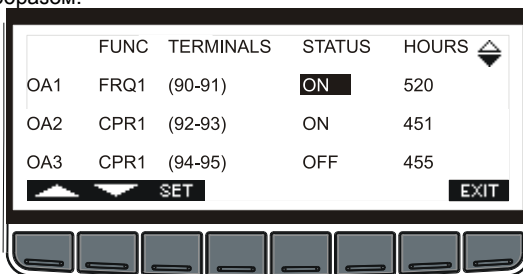 образом:
FUNC TERMINALS STATUS HOURS
OA1 FRQ1 (90-91) ON 520
OA2 CPR1 (92-93) ON 451
OA3 CPR1 (94-95) OFF 455
SET EXIT